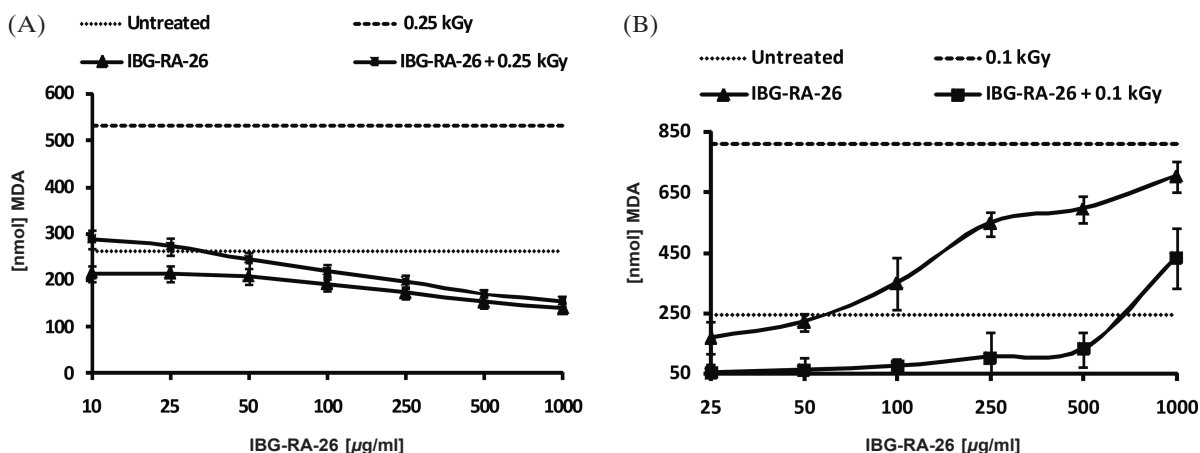 (A)
Untreated 0.25 kGy
IBG-RA-26 IBG-RA-26 + 0.25 kGy
600
500
400
300
200
100
0
[nmol] MDA
10 25 50 100 250 500 1000
IBG-RA-26 [µg/ml]
(B)
Untreated 0.1 kGy
IBG-RA-26 IBG-RA-26 + 0.1 kGy
850
650
450
250
50
[nmol] MDA
25 50 100 250 500 1000
IBG-RA-26 [µg/ml]